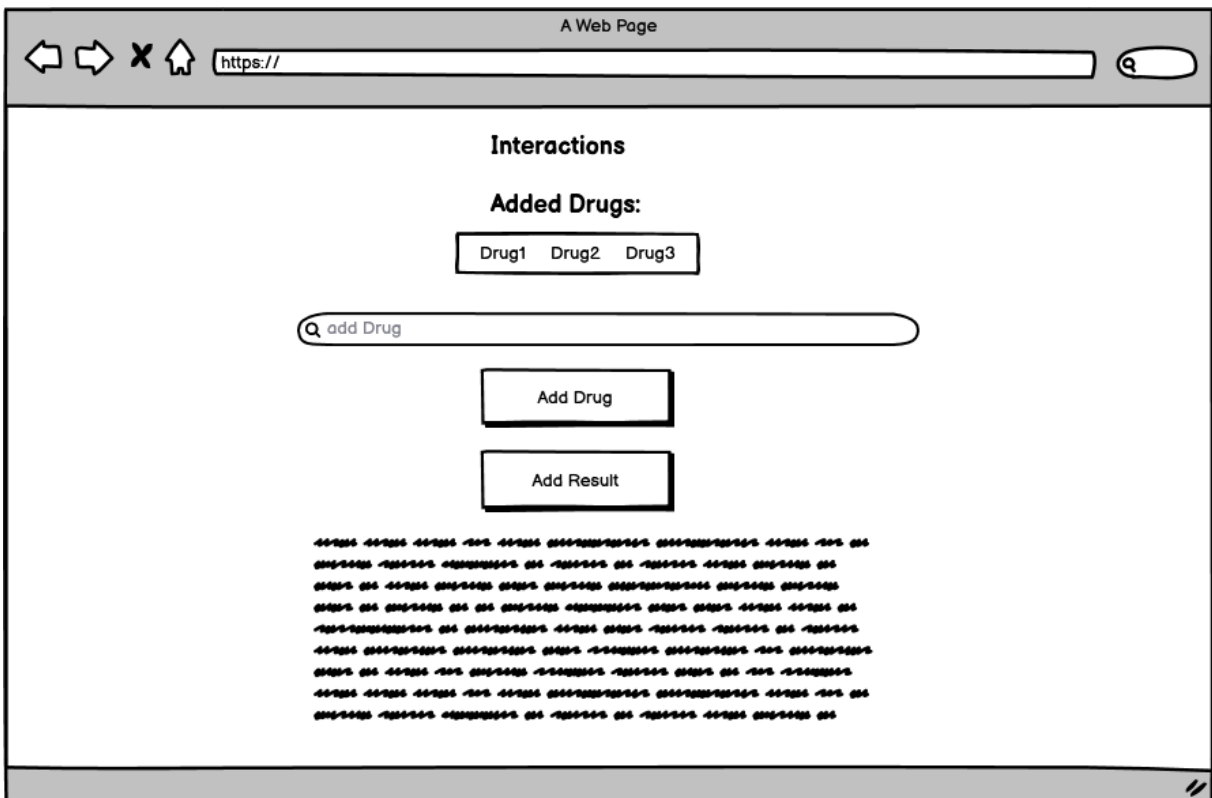 A Web Page
https://
Interactions
Added Drugs:
Drug1 Drug2 Drug3
add Drug
Add Drug
Add Result